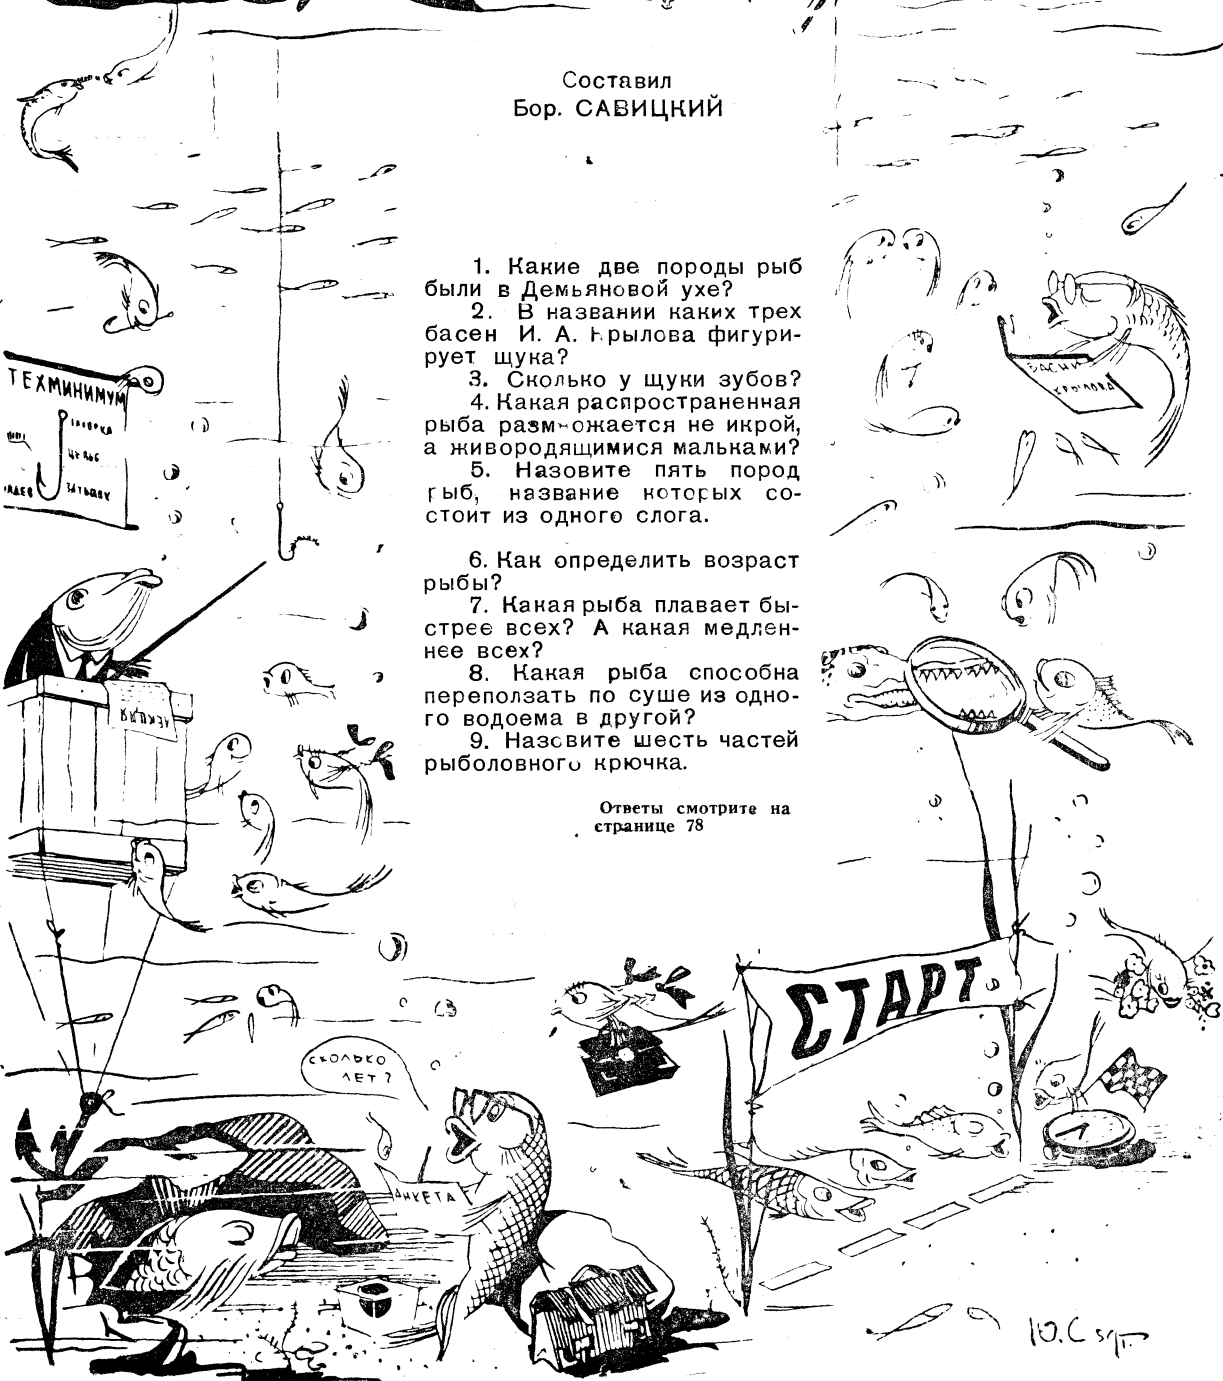 Составил
Бор. САВИЦКИЙ
1. Какие две породы рыб
были в Демьяновой ухе?
2. В названии каких трех
басен И. А. Крылова фигури-
рует щука?
3. Сколько у щуки зубов?
4. Какая распространенная
рыба размножается не икрой,
а живородящимися мальками?
5. Назовите пять пород
рыб, название которых со-
стоит из одного слога.
6. Как определить возраст
рыбы?
7. Какая рыба плавает бы-
стрее всех? А какая медлен-
нее всех?
8. Какая рыба способна
переползать по суше из одно-
го водоема в другой?
9. Назовите шесть частей
рыболовного крючка.
Ответы смотрите на
странице 78
ТЕХМИНИМУМ
БАСНИ
КРЫЛОВА
СТАРТ
СКОЛЬКО
ЛЕТ?
АНКЕТА